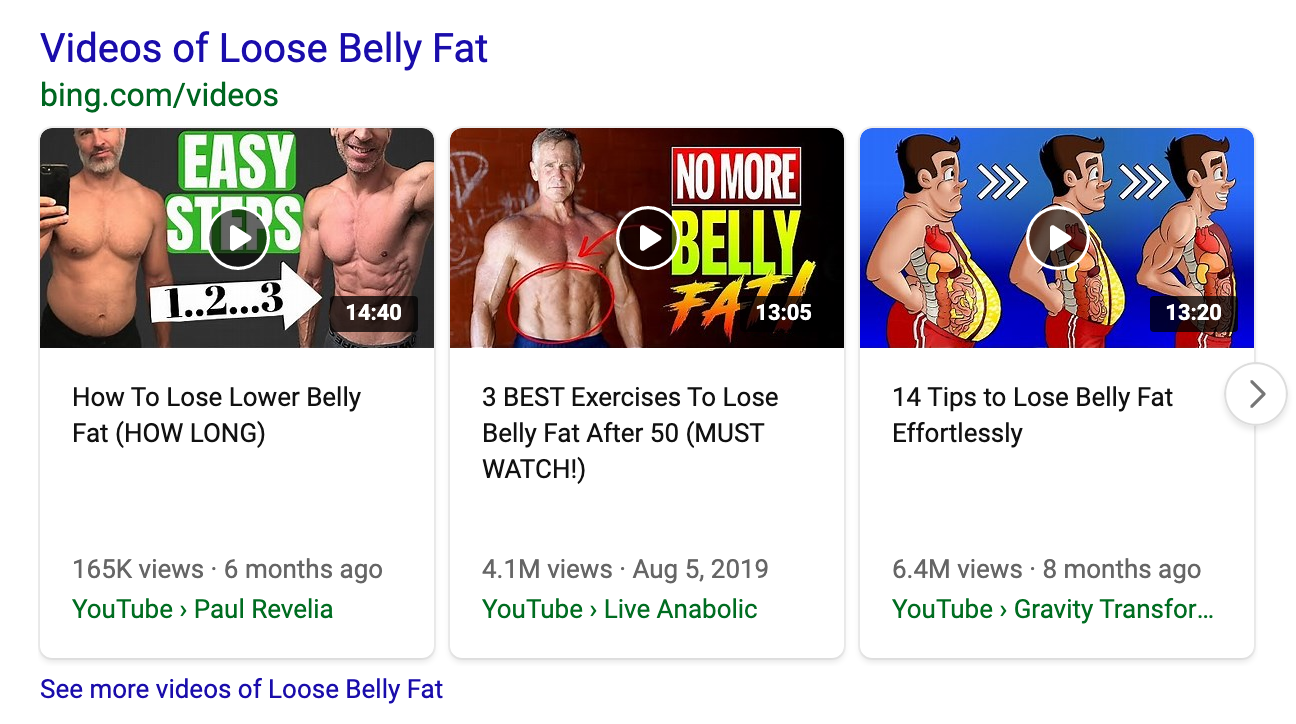 Videos of Loose Belly Fat
bing.com/videos
EASY
STEPS
1..2...3
14:40
NO MORE
BELLY
FAT!
13:05
13:20
How To Lose Lower Belly
Fat (HOW LONG)
165K views · 6 months ago
YouTube › Paul Revelia
3 BEST Exercises To Lose
Belly Fat After 50 (MUST
WATCH!)
4.1M views · Aug 5, 2019
YouTube › Live Anabolic
14 Tips to Lose Belly Fat
Effortlessly
6.4M views · 8 months ago
YouTube › Gravity Transfor...
See more videos of Loose Belly Fat